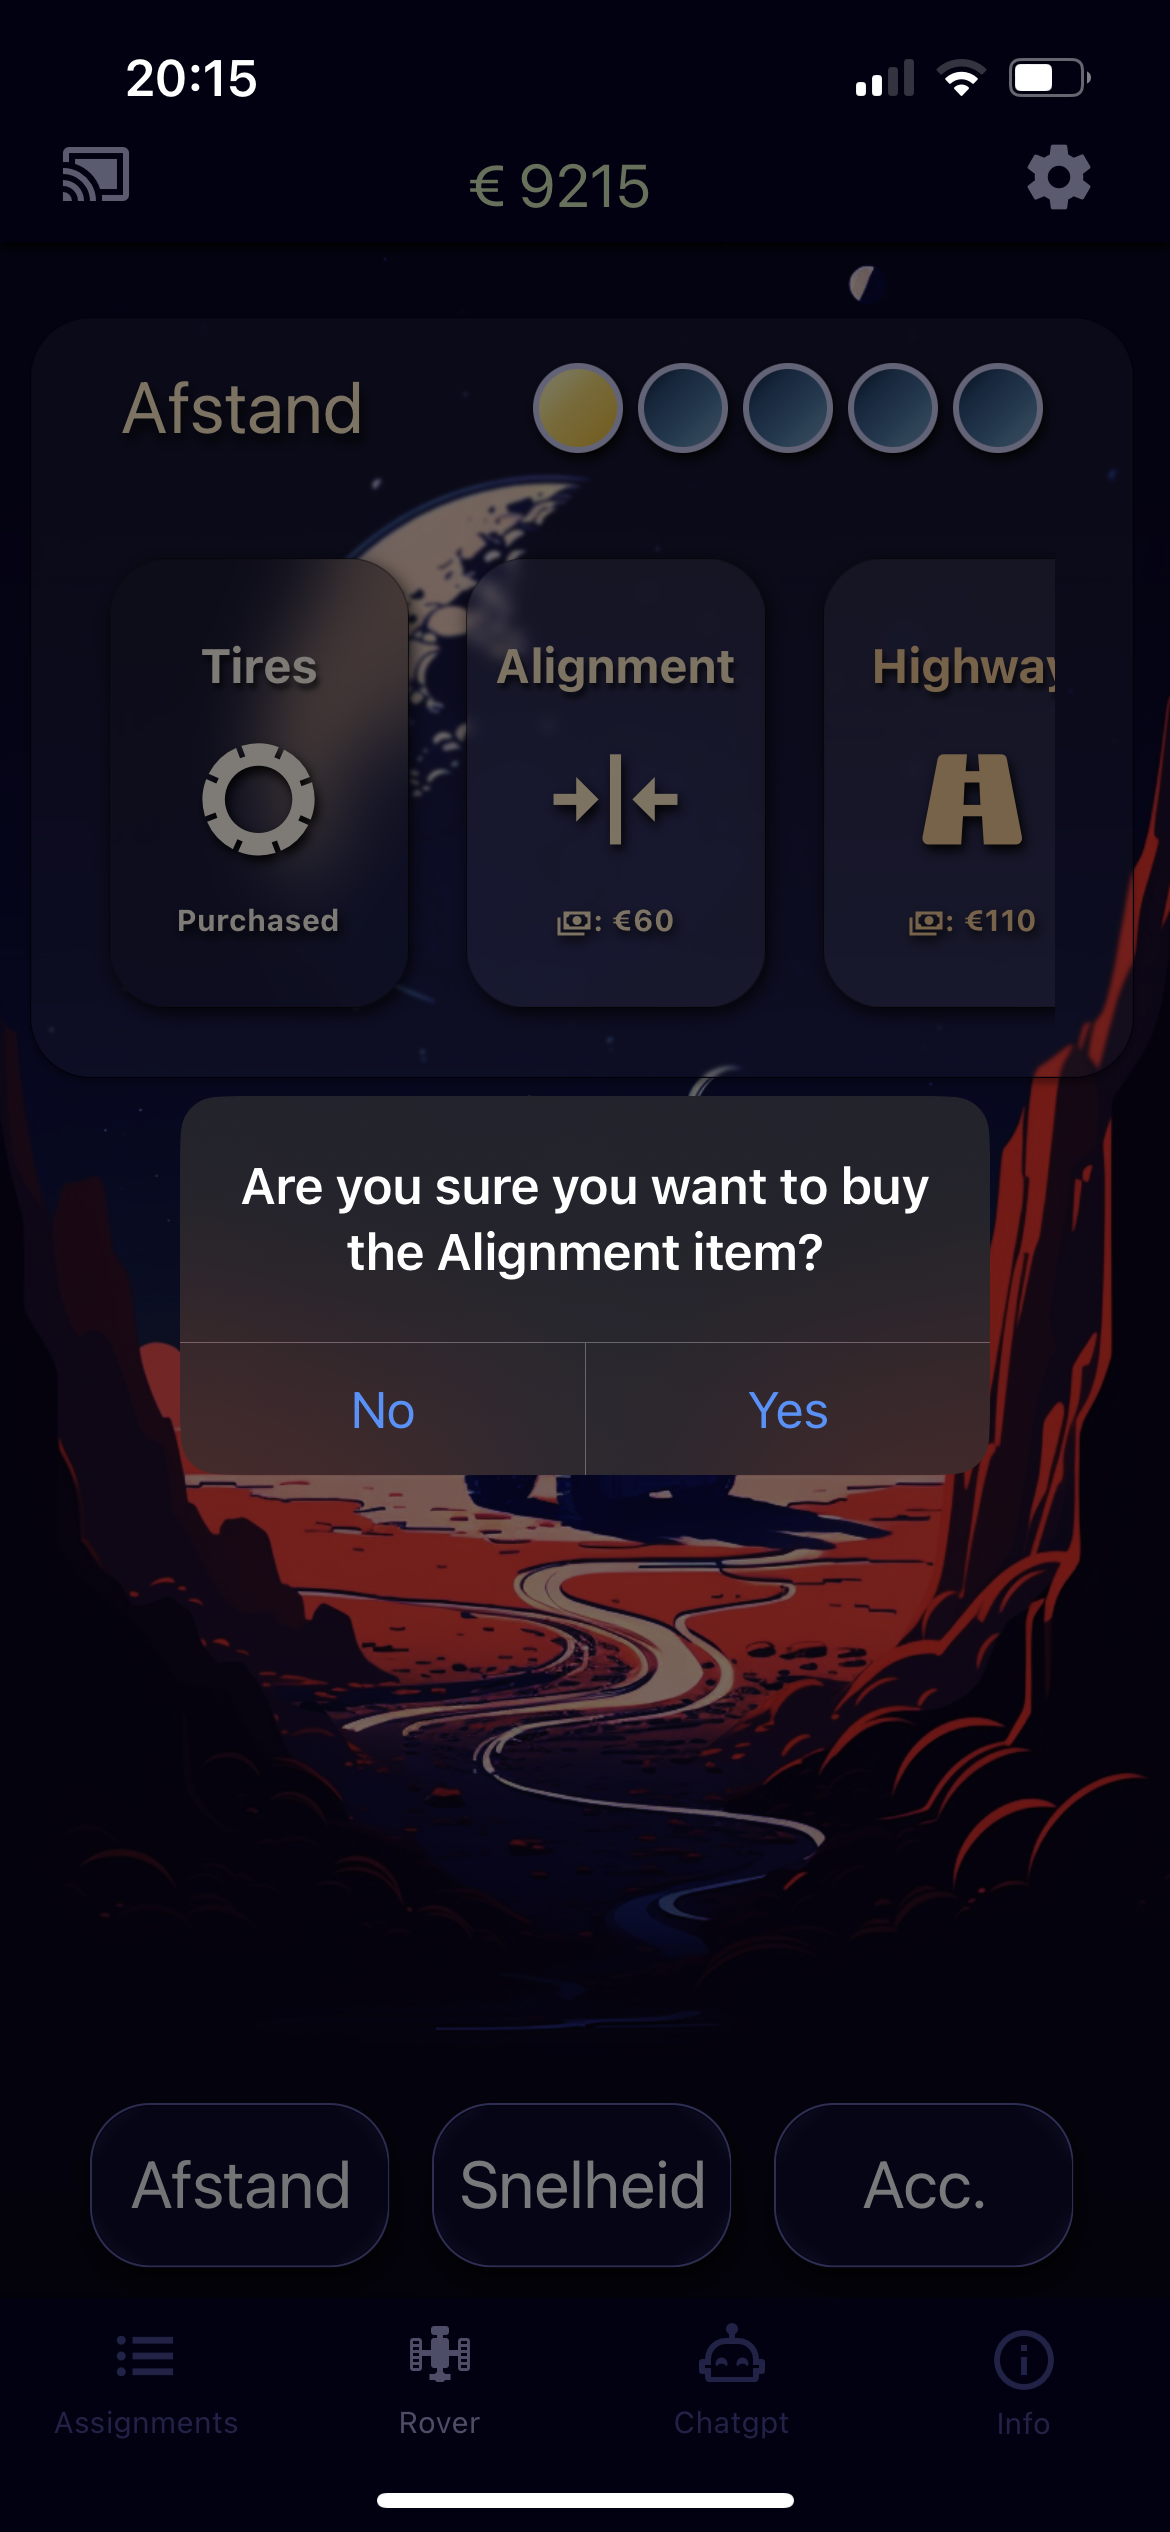 20:15
€ 9215
Afstand
Tires
Alignment
Highway
Purchased
: €60
: €110
Are you sure you want to buy
the Alignment item?
No
Yes
Afstand
Snelheid
Acc.
Assignments
Rover
Chatgpt
Info